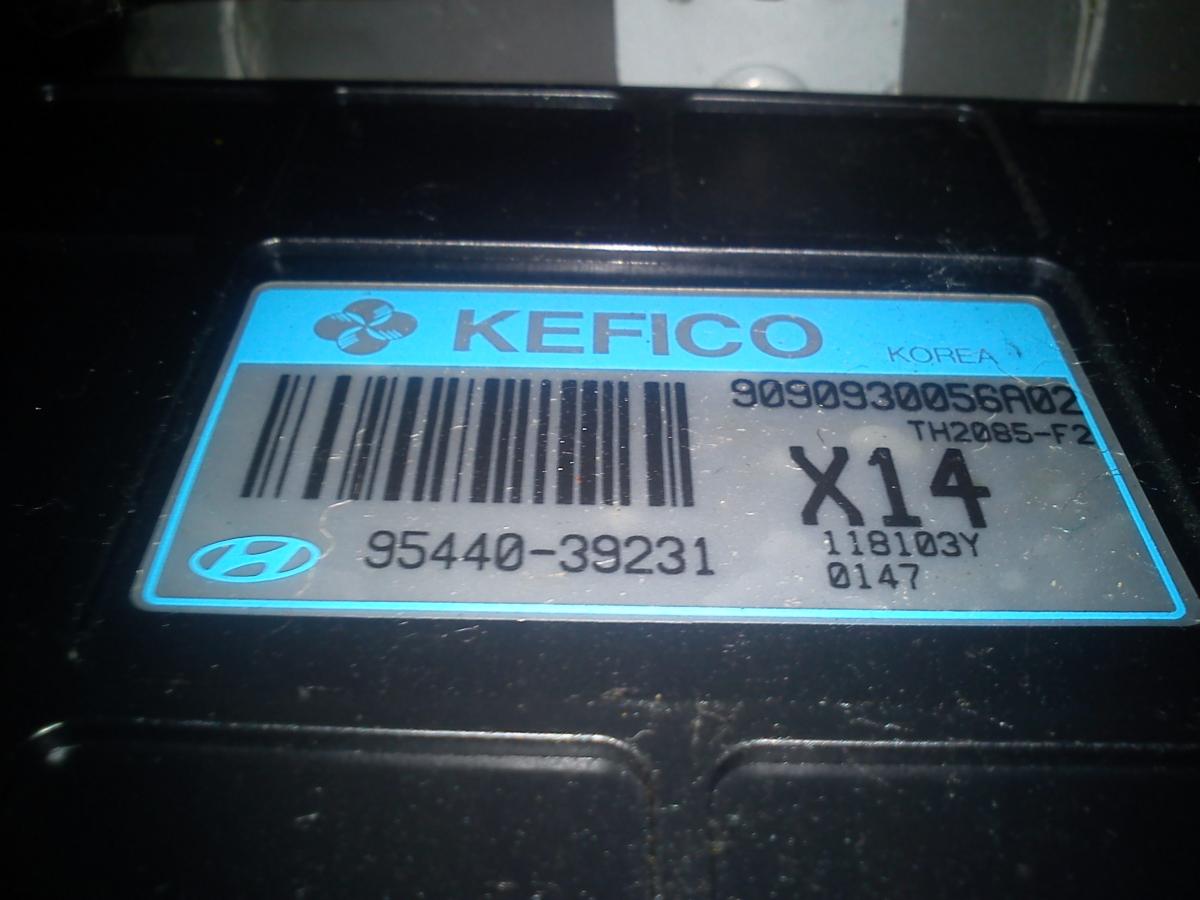 KEFICO
KOREA
9090930056A02
TH2085-F2
X14
118103Y
0147
95440-39231